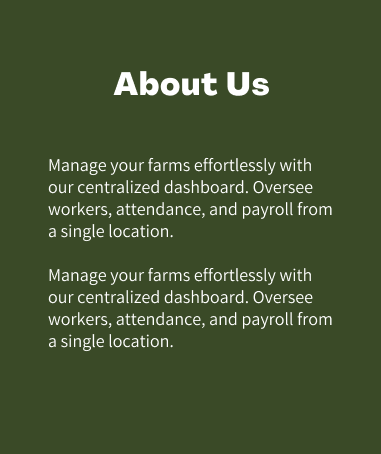 About Us
Manage your farms effortlessly with
our centralized dashboard. Oversee
workers, attendance, and payroll from
a single location.
Manage your farms effortlessly with
our centralized dashboard. Oversee
workers, attendance, and payroll from
a single location.